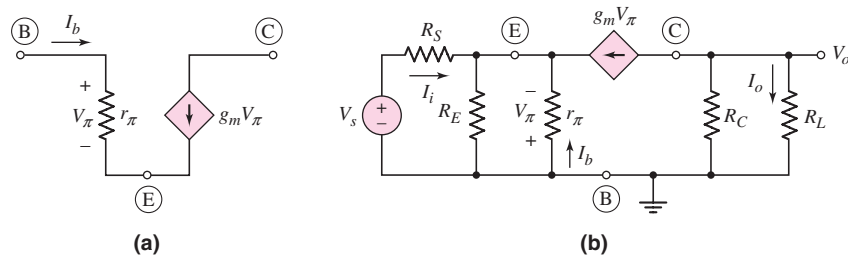 B
I_b
C
+
V_π
r_π
g_mV_π
–
E
(a)
R_S
E
g_mV_π
C
V_o
I_i
I_o
V_s
+
–
R_E
–
V_π
r_π
+
I_b
R_C
R_L
B
(b)